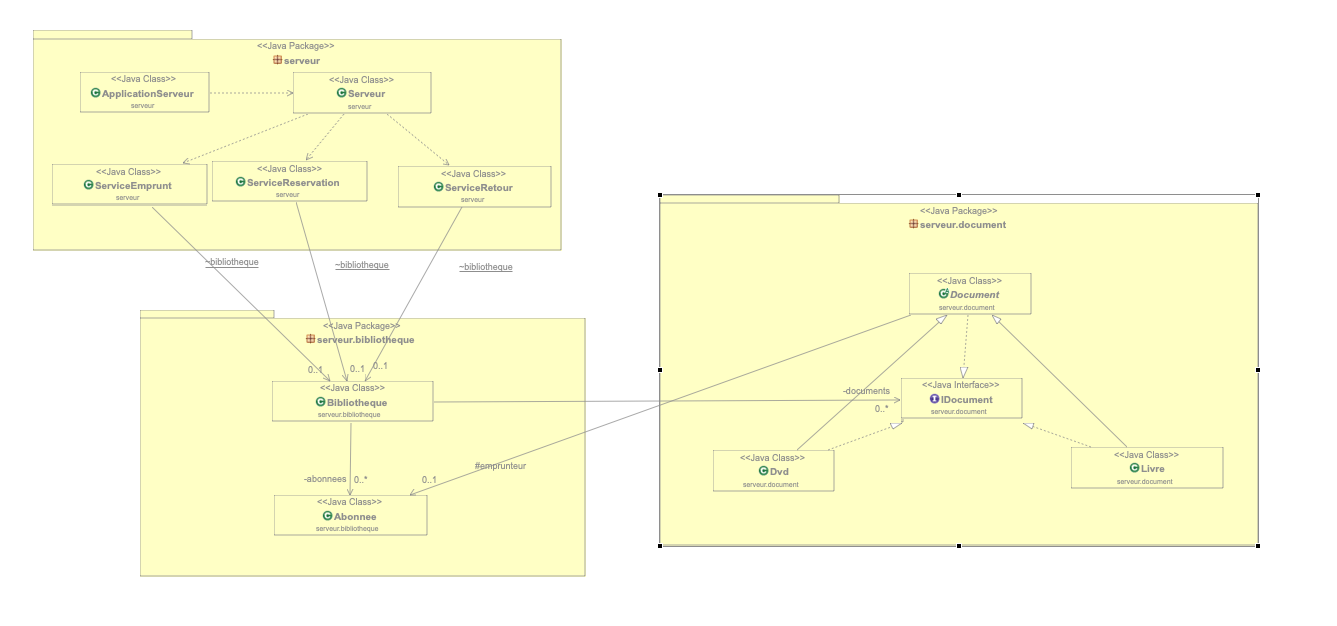 <<Java Package>>
serveur
<<Java Class>>
ApplicationServeur
serveur
<<Java Class>>
Serveur
serveur
<<Java Class>>
ServiceEmprunt
serveur
<<Java Class>>
ServiceReservation
serveur
<<Java Class>>
ServiceRetour
serveur
~bibliotheque
~bibliotheque
~bibliotheque
<<Java Package>>
serveur.bibliotheque
0..1
0..1
0..1
<<Java Class>>
Bibliotheque
serveur.bibliotheque
-abonnees
0..*
<<Java Class>>
Abonnee
serveur.bibliotheque
#emprunteur
0..1
<<Java Package>>
serveur.document
<<Java Class>>
Document
serveur.document
-documents
0..*
<<Java Interface>>
IDocument
serveur.document
<<Java Class>>
Dvd
serveur.document
<<Java Class>>
Livre
serveur.document